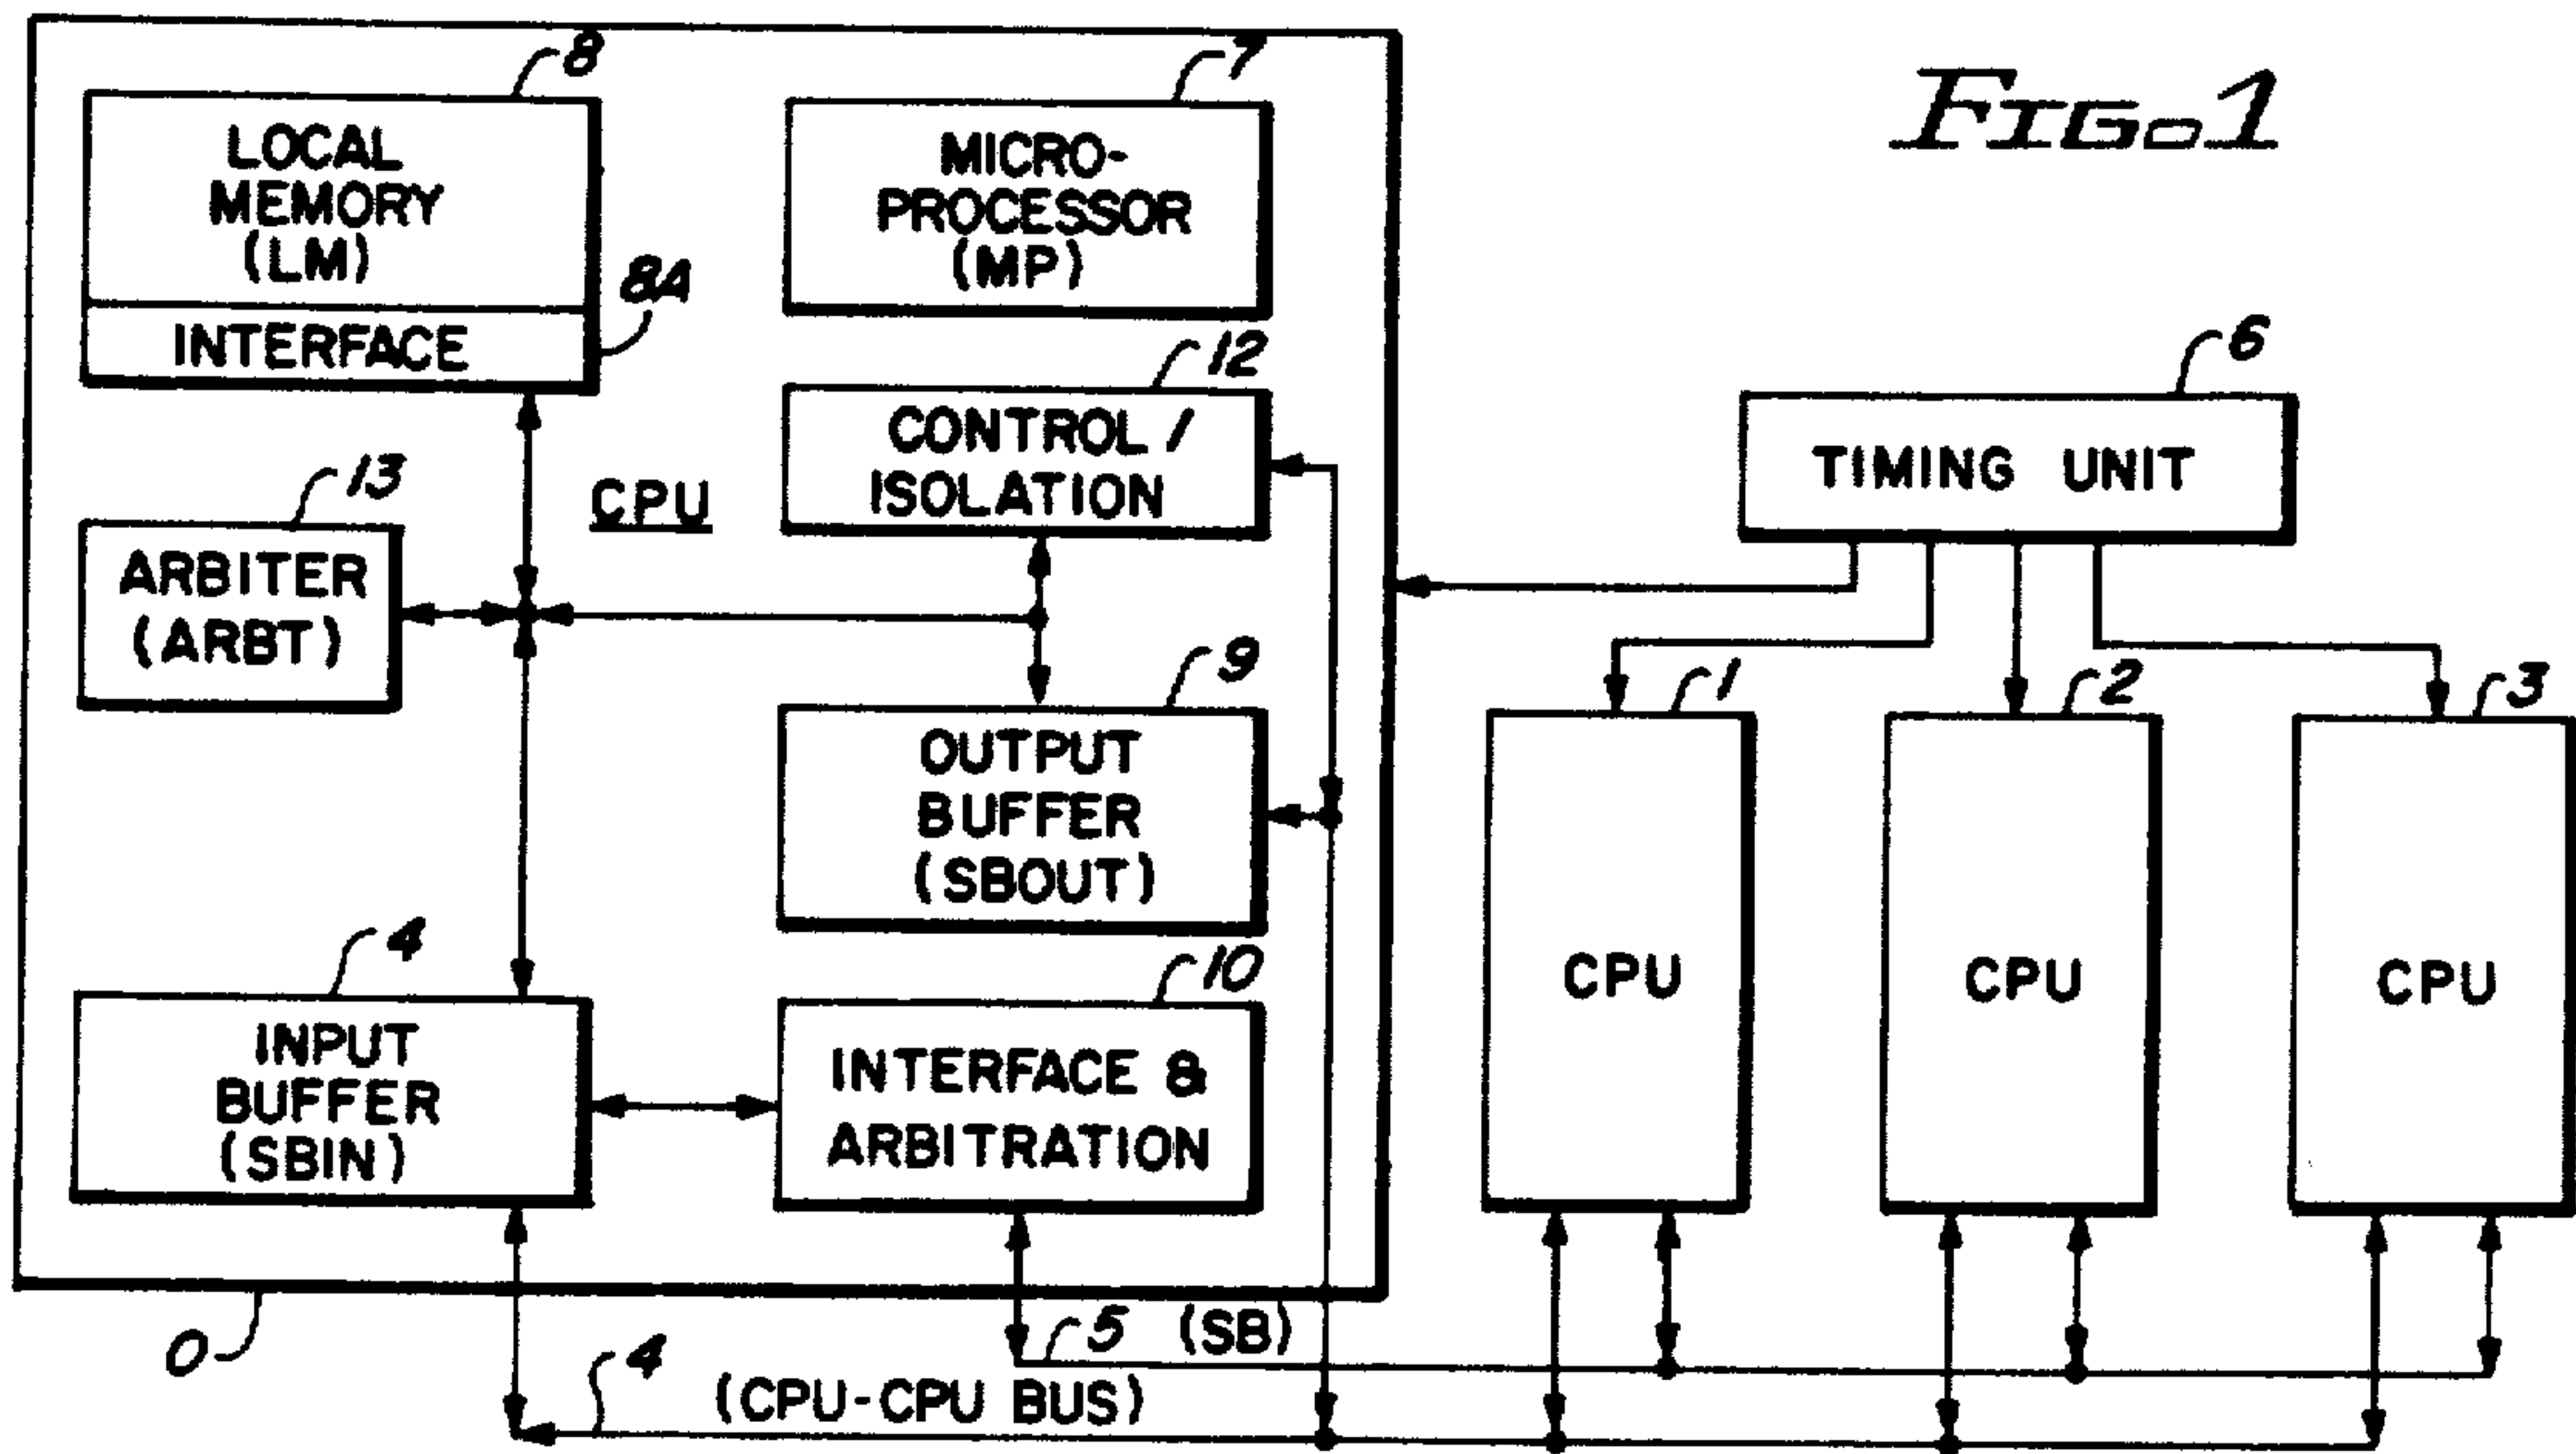 FIG. 1
8
LOCAL
MEMORY
(LM)
8A
INTERFACE
7
MICRO-
PROCESSOR
(MP)
12
CONTROL /
ISOLATION
13
ARBITER
(ARBT)
CPU
9
OUTPUT
BUFFER
(SBOUT)
4
INPUT
BUFFER
(SBIN)
10
INTERFACE &
ARBITRATION
6
TIMING UNIT
1
CPU
2
CPU
3
CPU
0
5 (SB)
4 (CPU-CPU BUS)